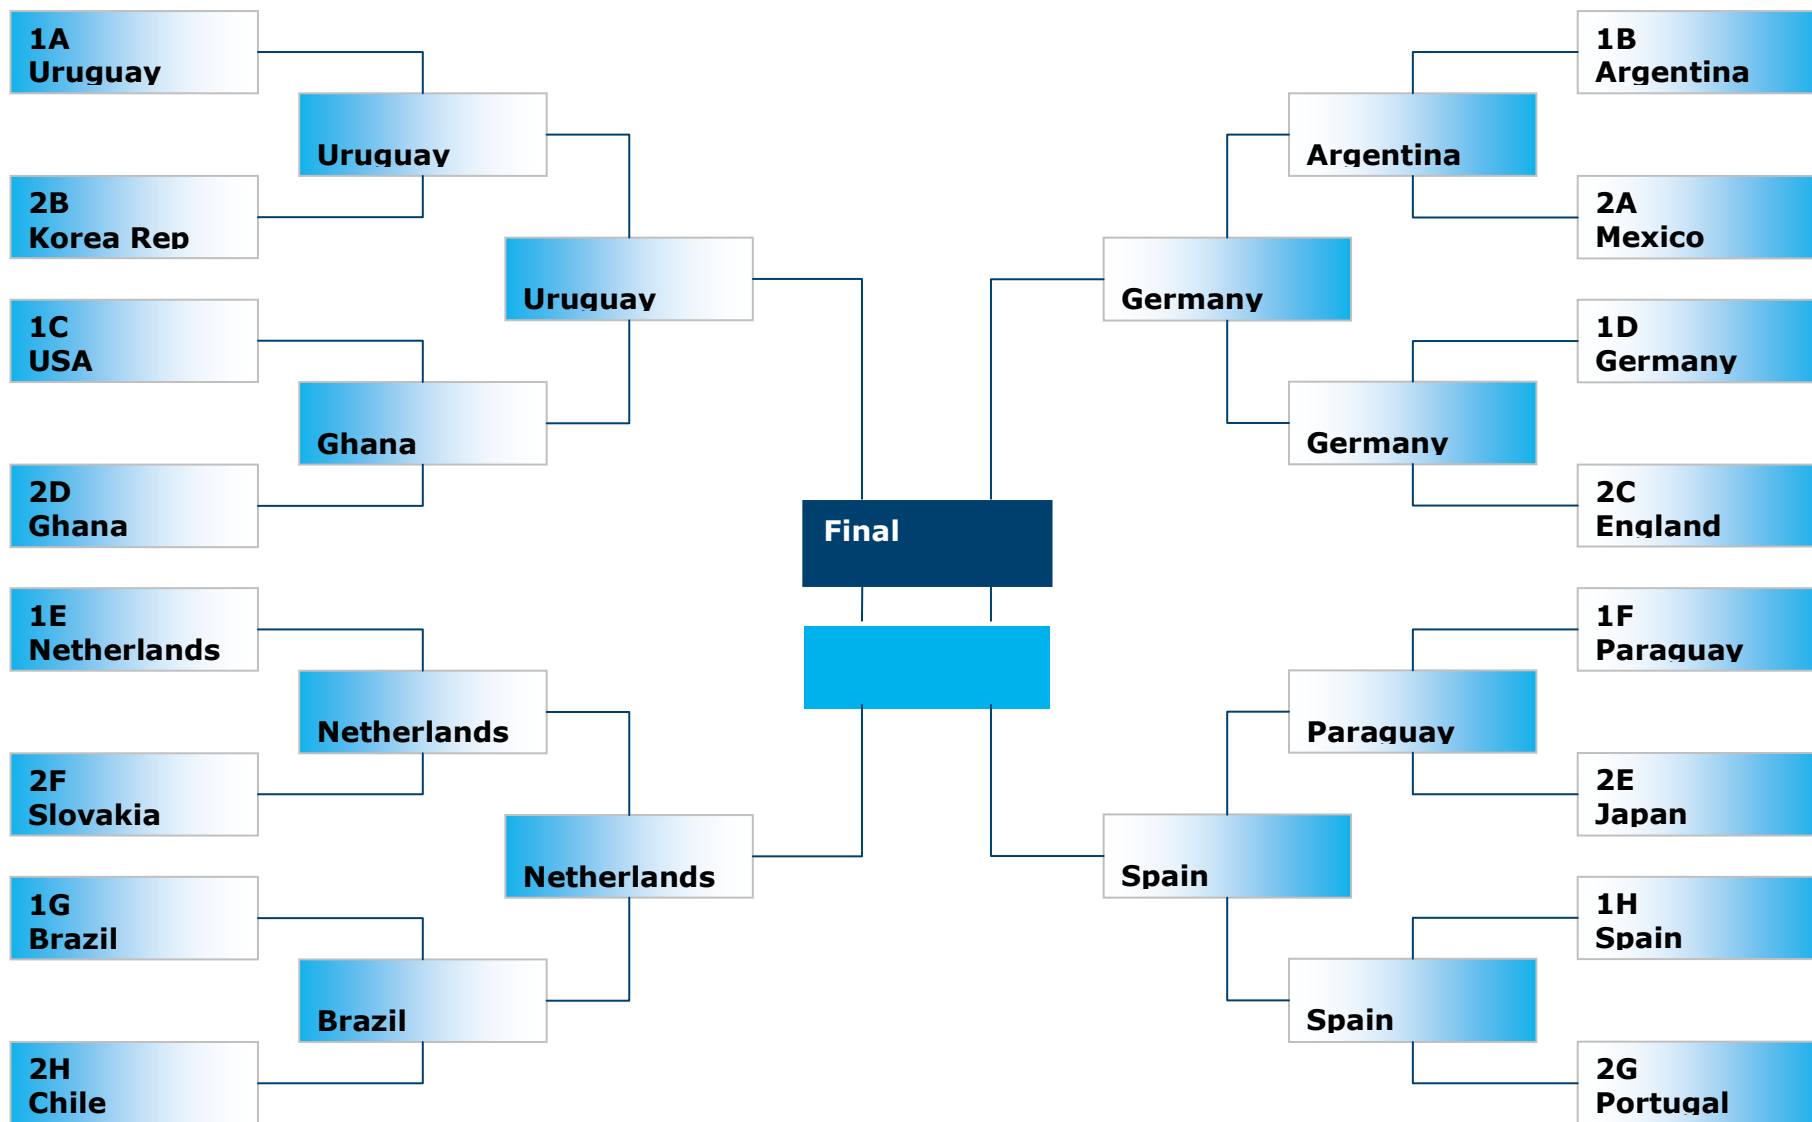 1A
Uruguay
2B
Korea Rep
1C
USA
2D
Ghana
1E
Netherlands
2F
Slovakia
1G
Brazil
2H
Chile
Uruguay
Ghana
Netherlands
Brazil
Uruguay
Netherlands
Final
Germany
Spain
Argentina
Germany
Paraguay
Spain
1B
Argentina
2A
Mexico
1D
Germany
2C
England
1F
Paraguay
2E
Japan
1H
Spain
2G
Portugal